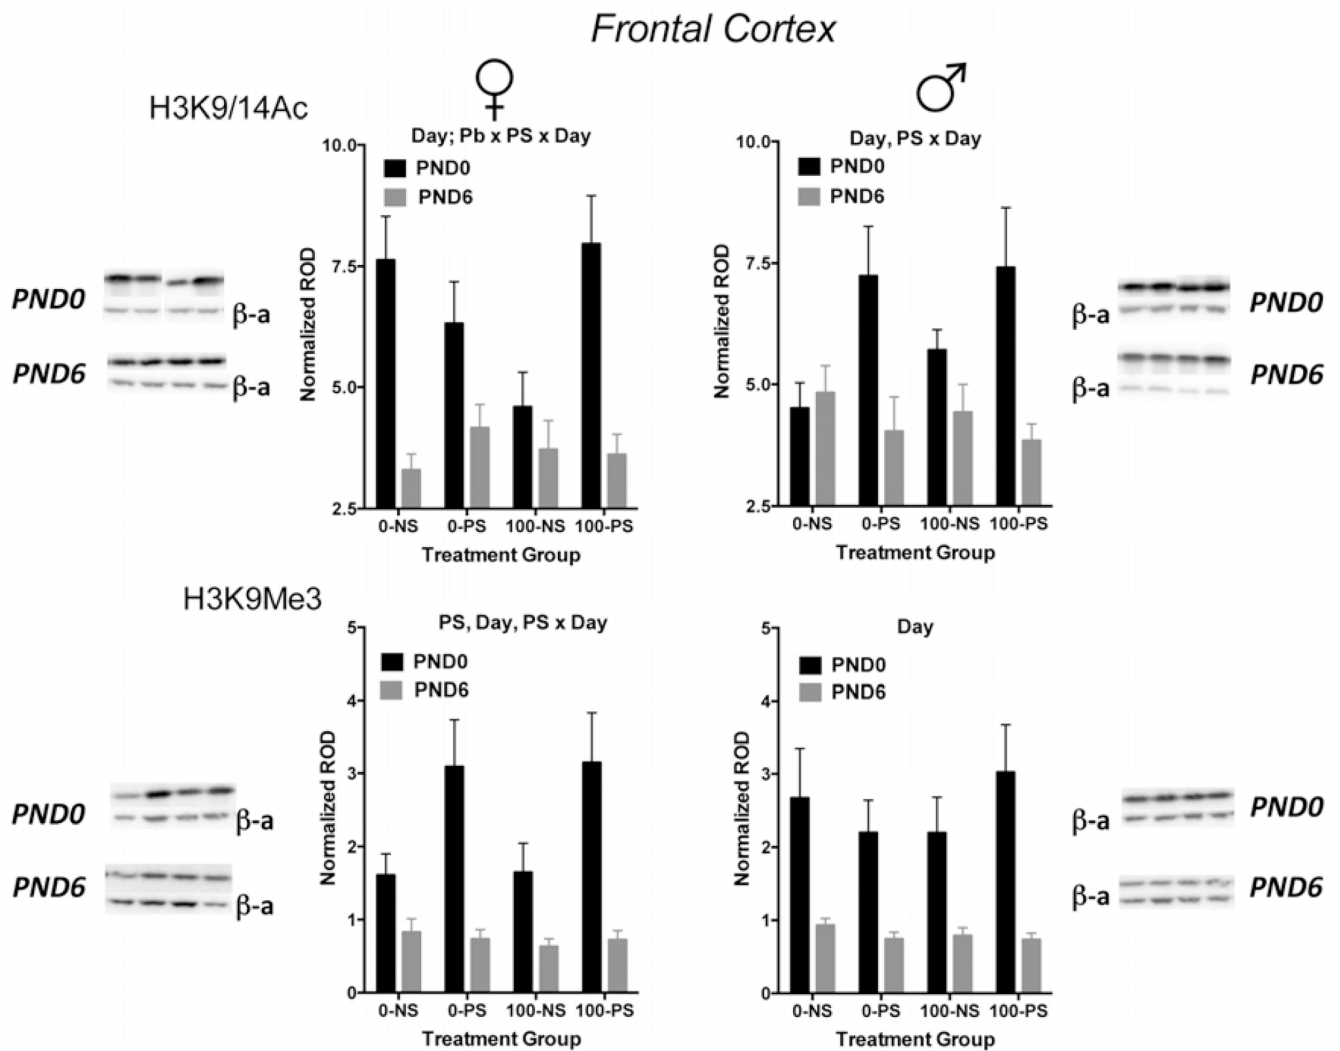 Frontal Cortex
♀
♂
H3K9/14Ac
Day; Pb x PS x Day
PND0
PND6
10.0
7.5
5.0
2.5
Normalized ROD
0-NS 0-PS 100-NS 100-PS
Treatment Group
PND0
β-a
PND6
β-a
Day, PS x Day
PND0
PND6
10.0
7.5
5.0
2.5
Normalized ROD
0-NS 0-PS 100-NS 100-PS
Treatment Group
β-a
PND0
β-a
PND6
H3K9Me3
PS, Day, PS x Day
PND0
PND6
5
4
3
2
1
0
Normalized ROD
0-NS 0-PS 100-NS 100-PS
Treatment Group
PND0
β-a
PND6
β-a
Day
PND0
PND6
5
4
3
2
1
0
Normalized ROD
0-NS 0-PS 100-NS 100-PS
Treatment Group
β-a
PND0
β-a
PND6